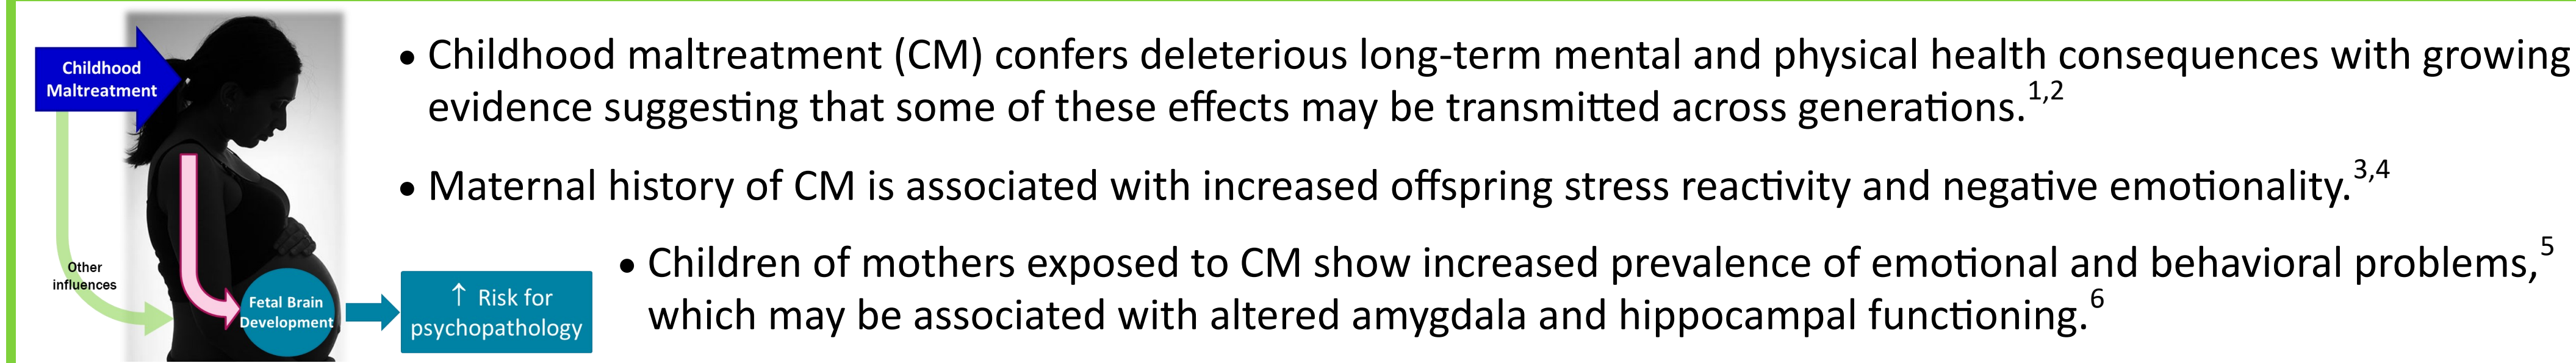 Childhood
Maltreatment
Other
influences
Fetal Brain
Development
↑ Risk for
psychopathology
• Childhood maltreatment (CM) confers deleterious long-term mental and physical health consequences with growing
evidence suggesting that some of these effects may be transmitted across generations.1,2
• Maternal history of CM is associated with increased offspring stress reactivity and negative emotionality.3,4
• Children of mothers exposed to CM show increased prevalence of emotional and behavioral problems,5
which may be associated with altered amygdala and hippocampal functioning.6